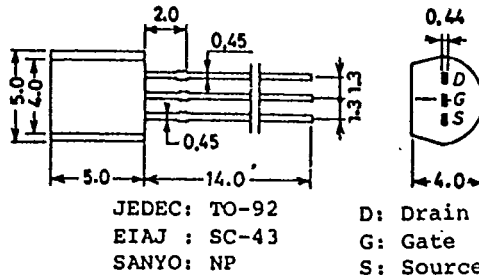 2.0
0.44
0.45
5.0
4.0
1.3
1.3
D
G
S
0.45
5.0
14.0
4.0
JEDEC: TO-92
EIAJ : SC-43
SANYO: NP
D: Drain
G: Gate
S: Source